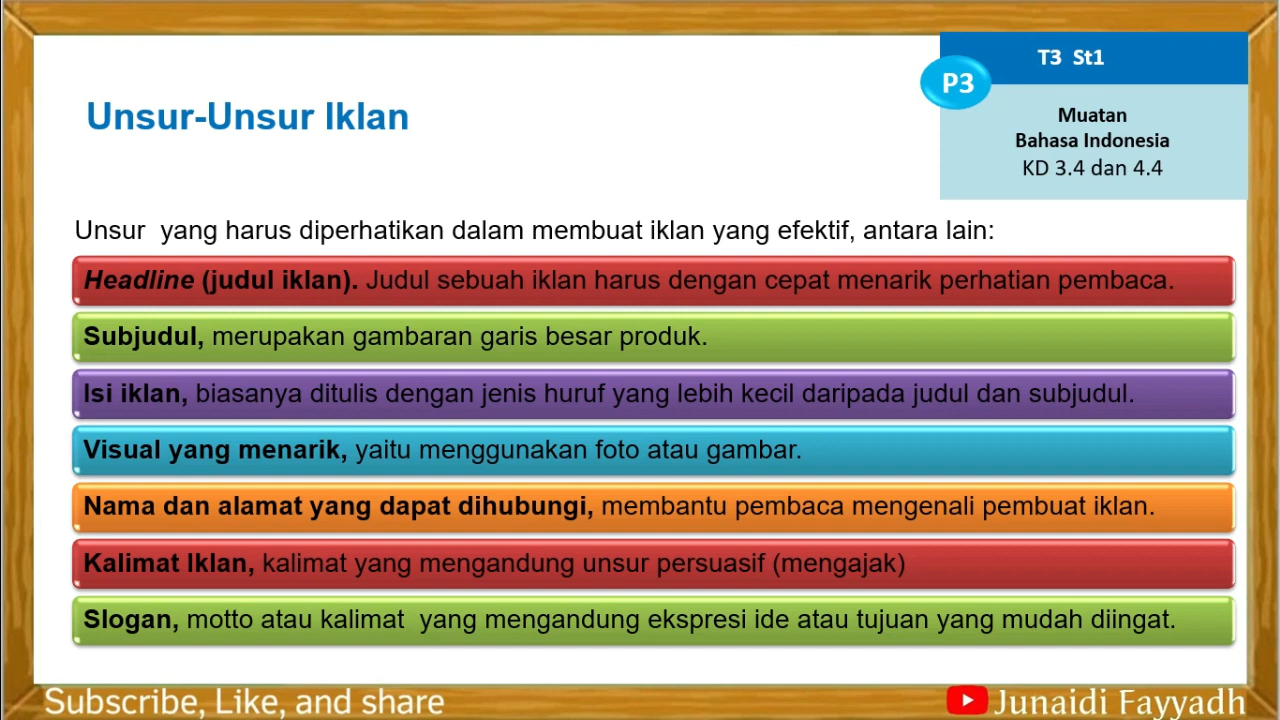 T3 St1
P3
Muatan
Bahasa Indonesia
KD 3.4 dan 4.4
Unsur-Unsur Iklan
Unsur yang harus diperhatikan dalam membuat iklan yang efektif, antara lain:
Headline (judul iklan). Judul sebuah iklan harus dengan cepat menarik perhatian pembaca.
Subjudul, merupakan gambaran garis besar produk.
Isi iklan, biasanya ditulis dengan jenis huruf yang lebih kecil daripada judul dan subjudul.
Visual yang menarik, yaitu menggunakan foto atau gambar.
Nama dan alamat yang dapat dihubungi, membantu pembaca mengenali pembuat iklan.
Kalimat Iklan, kalimat yang mengandung unsur persuasif (mengajak)
Slogan, motto atau kalimat yang mengandung ekspresi ide atau tujuan yang mudah diingat.
Subscribe, Like, and share
Junaidi Fayyadh